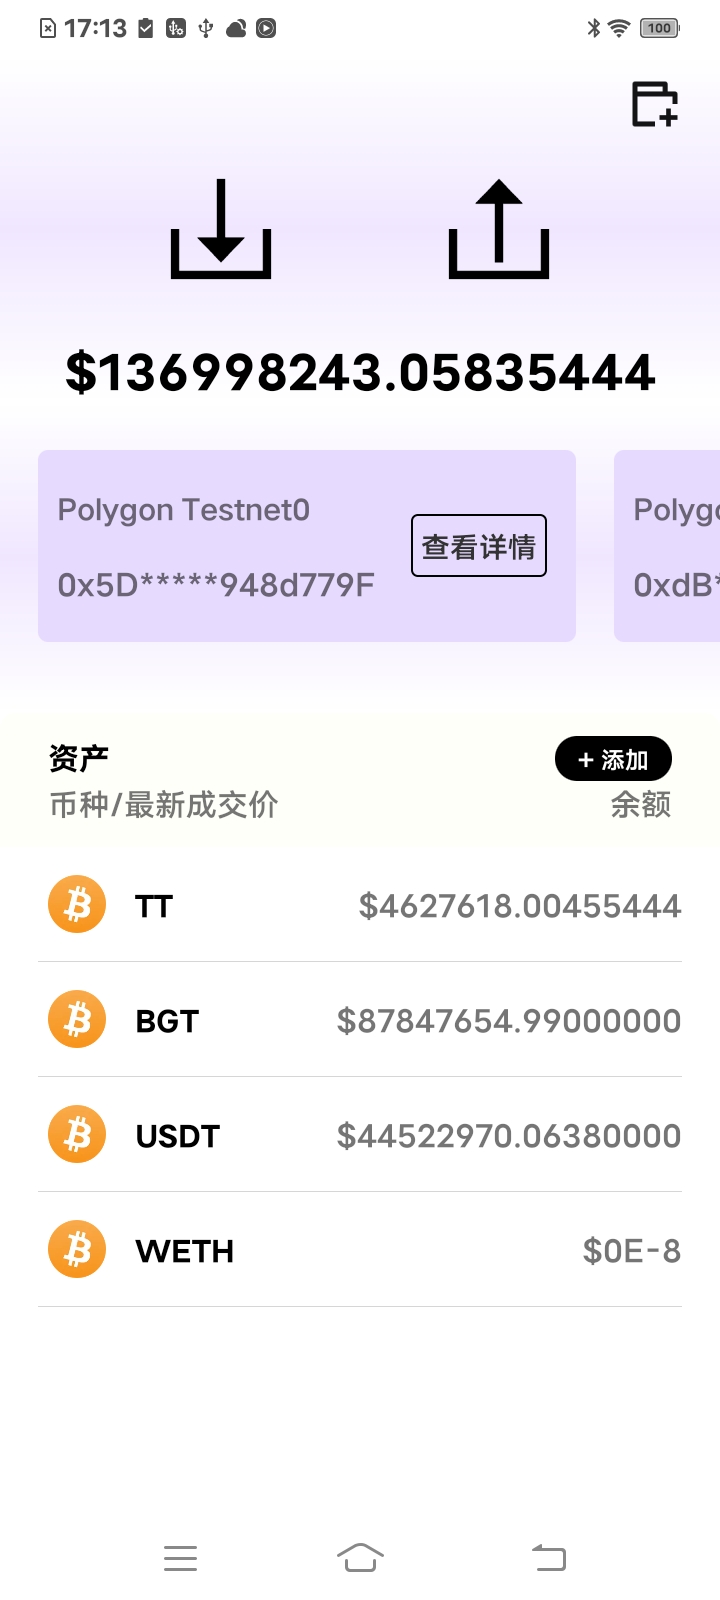 17:13
100
$136998243.05835444
Polygon Testnet0
0x5D*****948d779F
查看详情
Polyg
0xdB*
资产
+ 添加
币种/最新成交价
余额
TT
$4627618.00455444
BGT
$87847654.99000000
USDT
$44522970.06380000
WETH
$0E-8